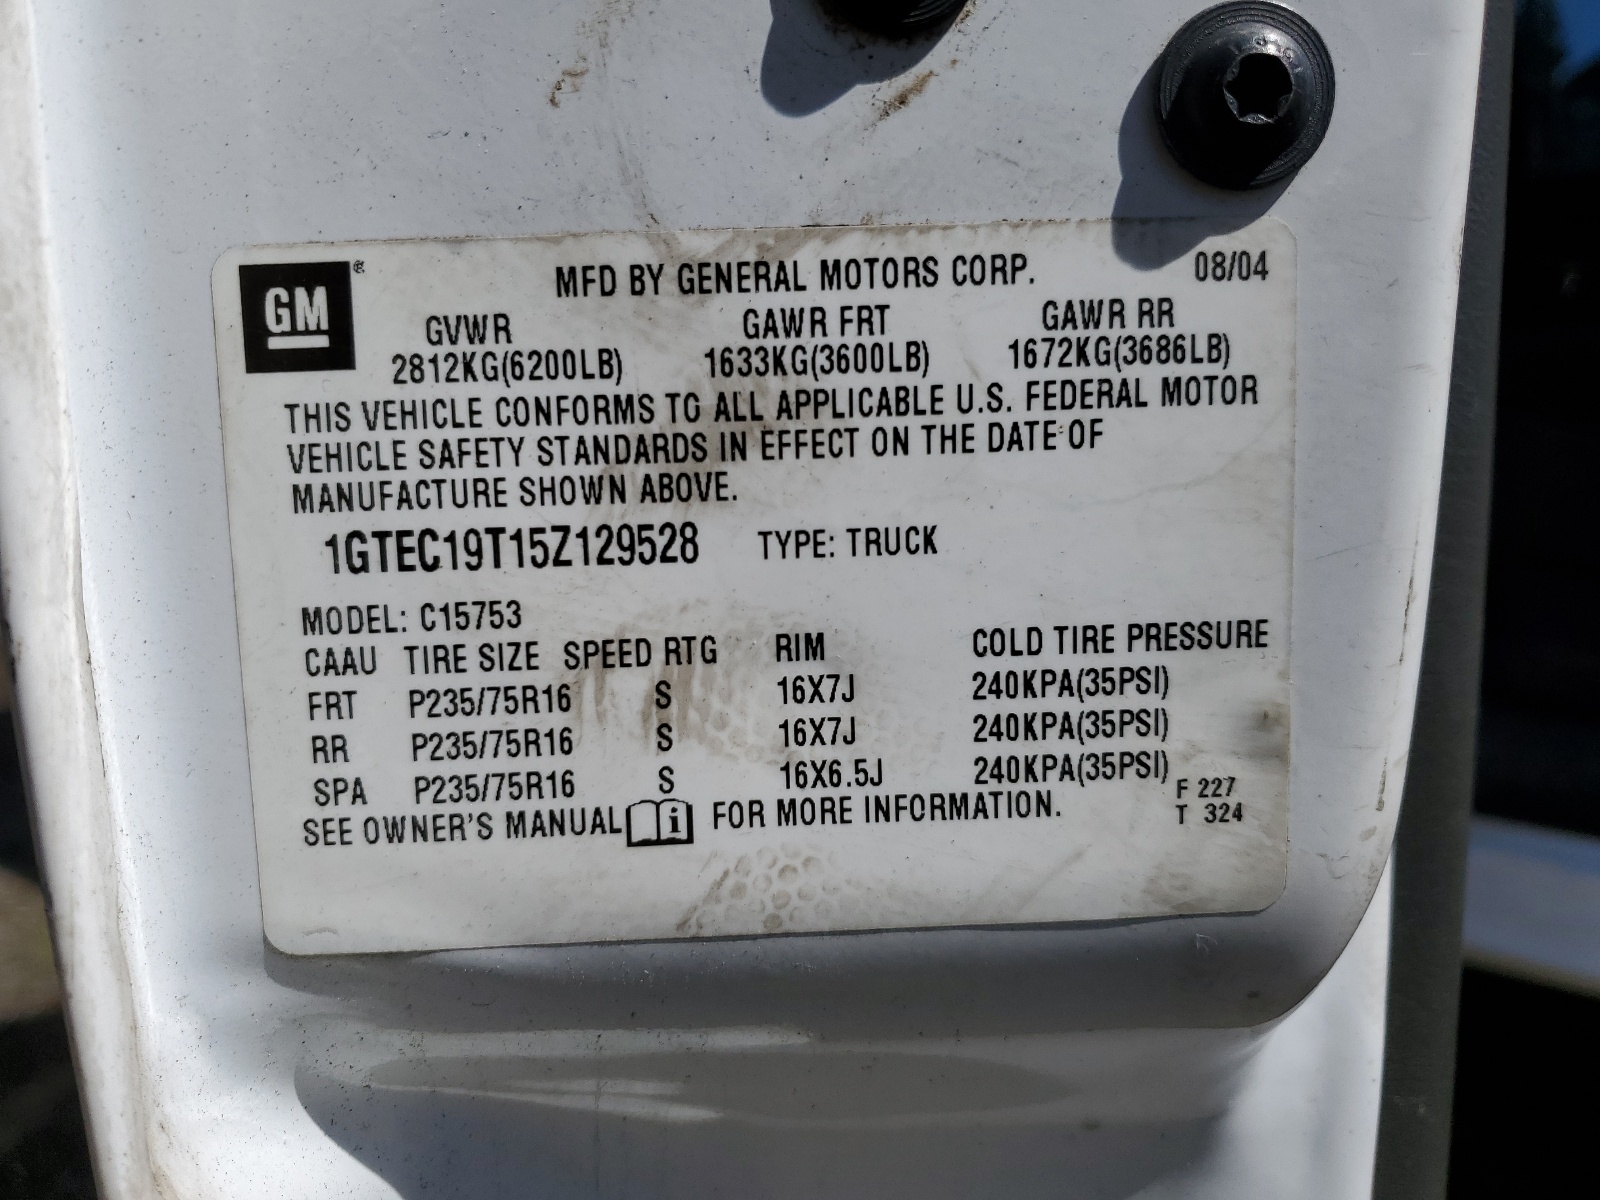 GM ®
MFD BY GENERAL MOTORS CORP. 08/04
GVWR GAWR FRT GAWR RR
2812KG(6200LB) 1633KG(3600LB) 1672KG(3686LB)
THIS VEHICLE CONFORMS TO ALL APPLICABLE U.S. FEDERAL MOTOR
VEHICLE SAFETY STANDARDS IN EFFECT ON THE DATE OF
MANUFACTURE SHOWN ABOVE.
1GTEC19T15Z129528 TYPE: TRUCK
MODEL: C15753
CAAU TIRE SIZE SPEED RTG RIM COLD TIRE PRESSURE
FRT P235/75R16 S 16X7J 240KPA(35PSI)
RR P235/75R16 S 16X7J 240KPA(35PSI)
SPA P235/75R16 S 16X6.5J 240KPA(35PSI)
SEE OWNER'S MANUAL i FOR MORE INFORMATION.
F 227
T 324